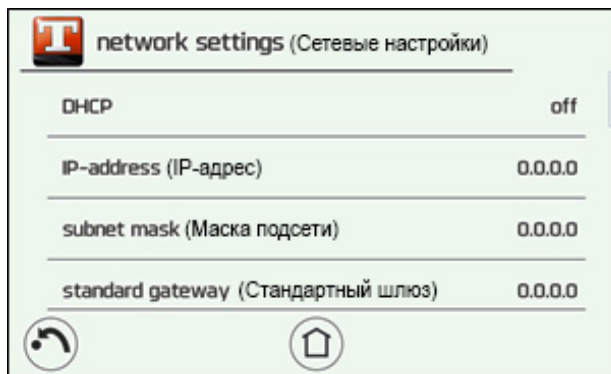 T network settings (Сетевые настройки)
DHCP off
IP-address (IP-адрес) 0.0.0.0
subnet mask (Маска подсети) 0.0.0.0
standard gateway (Стандартный шлюз) 0.0.0.0